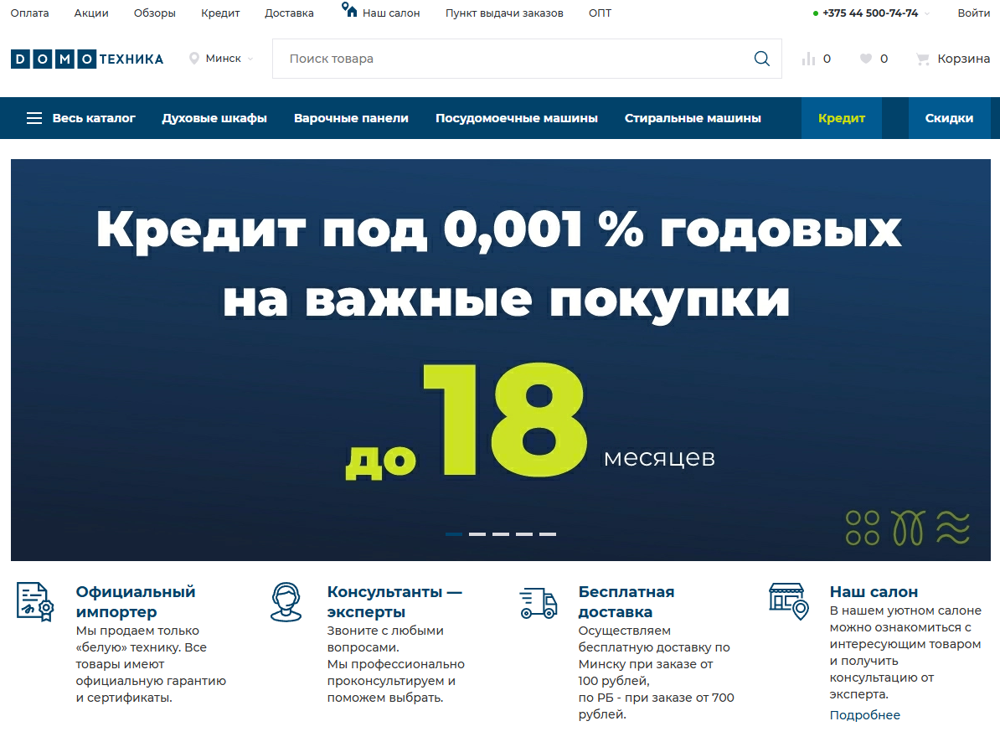 Оплата Акции Обзоры Кредит Доставка Наш салон Пункт выдачи заказов ОПТ +375 44 500-74-74 Войти
DOMO ТЕХНИКА Минск Поиск товара 0 0 Корзина
Весь каталог Духовые шкафы Варочные панели Посудомоечные машины Стиральные машины Кредит Скидки
Кредит под 0,001 % годовых
на важные покупки
до 18 месяцев
Официальный
импортер
Мы продаем только
«белую» технику. Все
товары имеют
официальную гарантию
и сертификаты.
Консультанты —
эксперты
Звоните с любыми
вопросами.
Мы профессионально
проконсультируем и
поможем выбрать.
Бесплатная
доставка
Осуществляем
бесплатную доставку по
Минску при заказе от
100 рублей,
по РБ - при заказе от 700
рублей.
Наш салон
В нашем уютном салоне
можно ознакомиться с
интересующим товаром
и получить
консультацию от
эксперта.
Подробнее